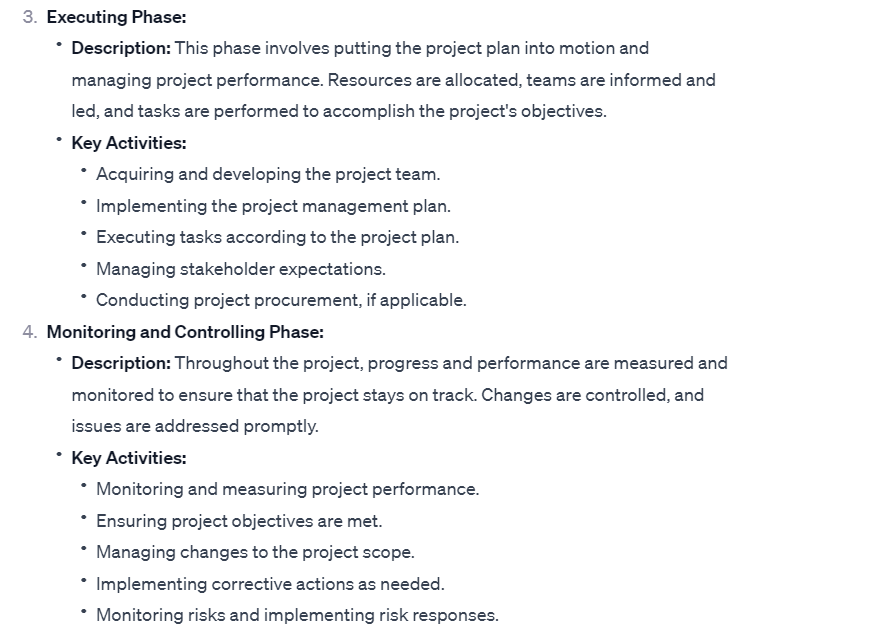 3. Executing Phase:
• Description: This phase involves putting the project plan into motion and
managing project performance. Resources are allocated, teams are informed and
led, and tasks are performed to accomplish the project's objectives.
• Key Activities:
• Acquiring and developing the project team.
• Implementing the project management plan.
• Executing tasks according to the project plan.
• Managing stakeholder expectations.
• Conducting project procurement, if applicable.
4. Monitoring and Controlling Phase:
• Description: Throughout the project, progress and performance are measured and
monitored to ensure that the project stays on track. Changes are controlled, and
issues are addressed promptly.
• Key Activities:
• Monitoring and measuring project performance.
• Ensuring project objectives are met.
• Managing changes to the project scope.
• Implementing corrective actions as needed.
• Monitoring risks and implementing risk responses.